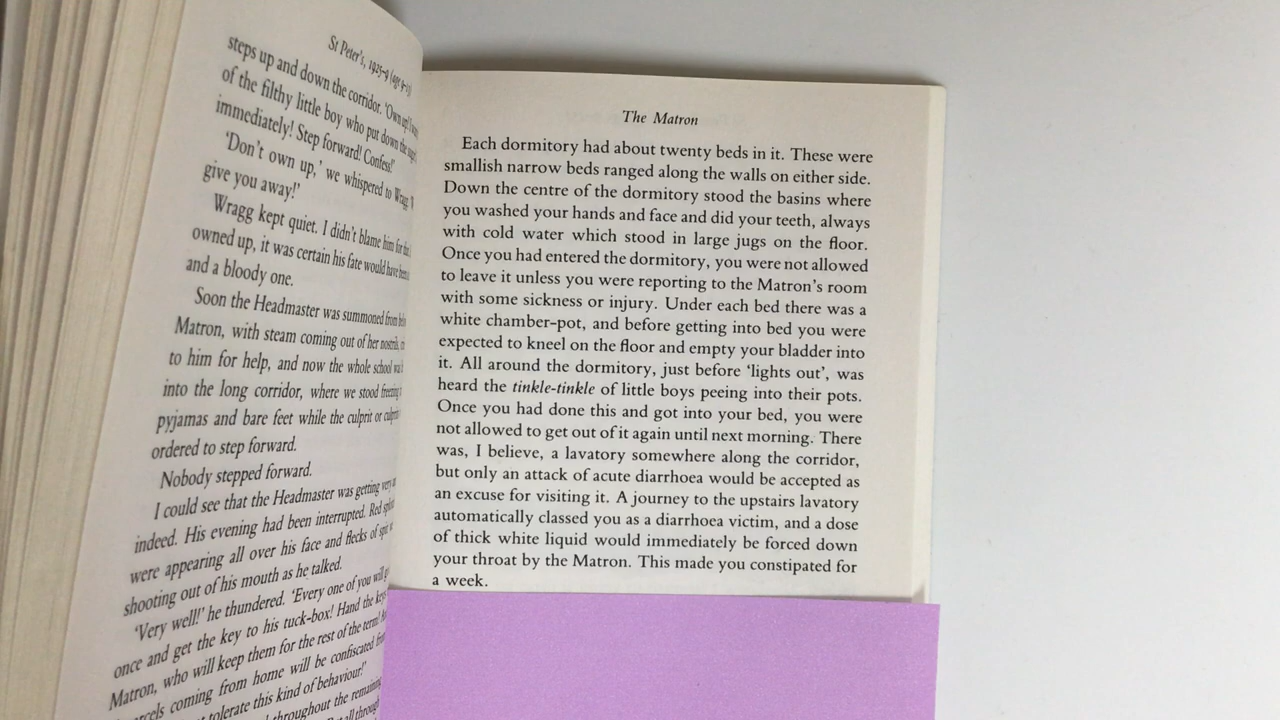 St Peter's, 1925–9 (age 9–13)
steps up and down the corridor. 'Own up!
of the filthy little boy who put down the
immediately! Step forward! Confess!'
'Don't own up,' we whispered to Wragg.
give you away!'
Wragg kept quiet. I didn't blame him for
owned up, it was certain his fate would have been
and a bloody one.
Soon the Headmaster was summoned from
Matron, with steam coming out of her nostrils,
to him for help, and now the whole school was
into the long corridor, where we stood freezing
pyjamas and bare feet while the culprit or
ordered to step forward.
Nobody stepped forward.
I could see that the Headmaster was getting very
indeed. His evening had been interrupted. Red
were appearing all over his face and flecks of spit
shooting out of his mouth as he talked.
'Very well!' he thundered. 'Every one of you will
once and get the key to his tuck-box! Hand the keys
Matron, who will keep them for the rest of the term!
coming from home will be confiscated
tolerate this kind of behaviour!'
throughout the remaining
The Matron
Each dormitory had about twenty beds in it. These were
smallish narrow beds ranged along the walls on either side.
Down the centre of the dormitory stood the basins where
you washed your hands and face and did your teeth, always
with cold water which stood in large jugs on the floor.
Once you had entered the dormitory, you were not allowed
to leave it unless you were reporting to the Matron's room
with some sickness or injury. Under each bed there was a
white chamber-pot, and before getting into bed you were
expected to kneel on the floor and empty your bladder into
it. All around the dormitory, just before 'lights out', was
heard the tinkle-tinkle of little boys peeing into their pots.
Once you had done this and got into your bed, you were
not allowed to get out of it again until next morning. There
was, I believe, a lavatory somewhere along the corridor,
but only an attack of acute diarrhoea would be accepted as
an excuse for visiting it. A journey to the upstairs lavatory
automatically classed you as a diarrhoea victim, and a dose
of thick white liquid would immediately be forced down
your throat by the Matron. This made you constipated for
a week.